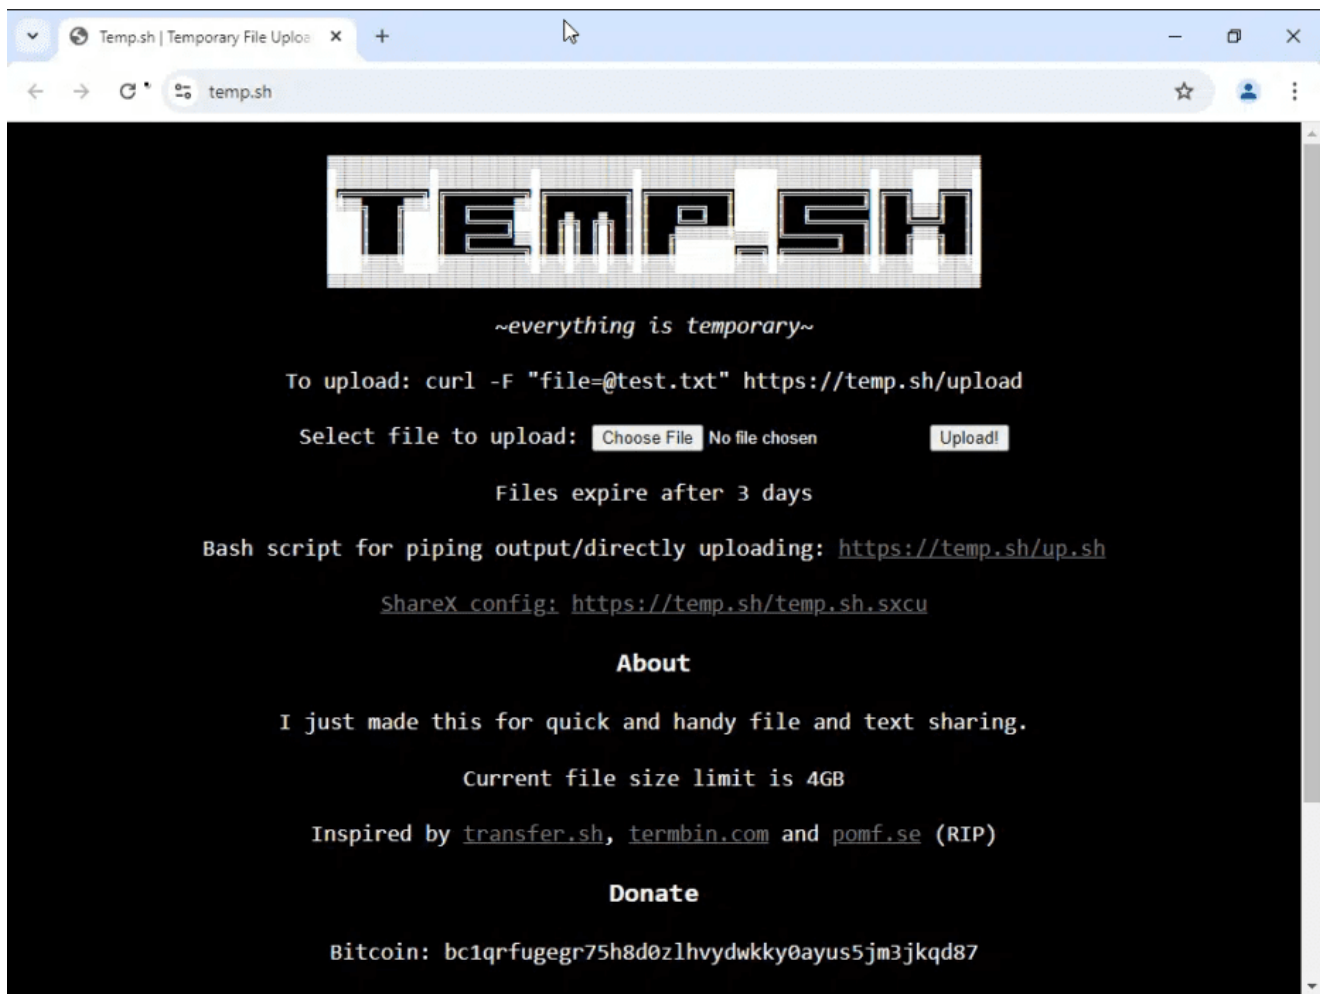 Temp.sh | Temporary File Uploa
temp.sh
TEMP.SH
~everything is temporary~
To upload: curl -F "file=@test.txt" https://temp.sh/upload
Select file to upload: Choose File No file chosen Upload!
Files expire after 3 days
Bash script for piping output/directly uploading: https://temp.sh/up.sh
ShareX config: https://temp.sh/temp.sh.sxcu
About
I just made this for quick and handy file and text sharing.
Current file size limit is 4GB
Inspired by transfer.sh, termbin.com and pomf.se (RIP)
Donate
Bitcoin: bc1qrfugegr75h8d0zlhvydwkky0ayus5jm3jkqd87